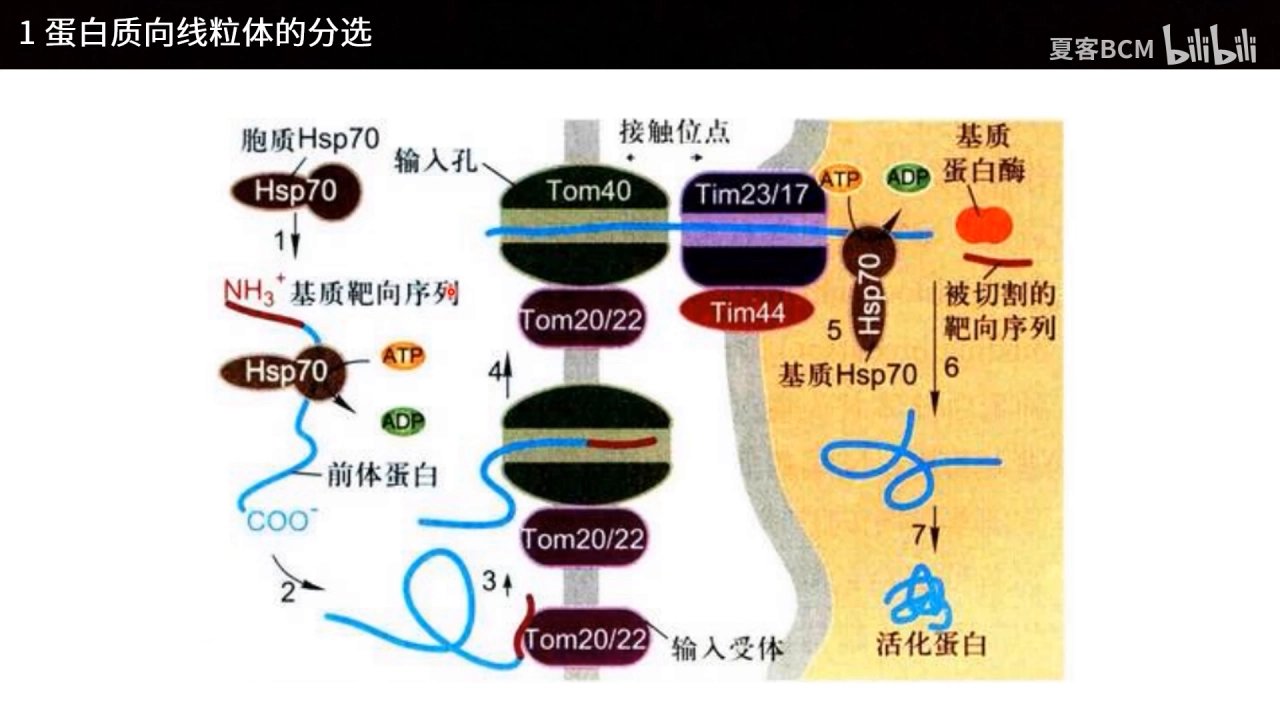 1 蛋白质向线粒体的分选
夏客BCM bilibili
胞质Hsp70
Hsp70
1
NH3+ 基质靶向序列
Hsp70
ATP
ADP
前体蛋白
COO-
2
输入孔
接触位点
Tom40
Tim23/17
Tom20/22
Tim44
4
Tom20/22
3
Tom20/22
输入受体
ATP
ADP
基质
蛋白酶
Hsp70
5
基质Hsp70
被切割的
靶向序列
6
7
活化蛋白